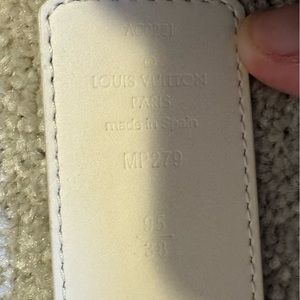 LOUIS VUITTON
PARIS
made in Spain
MP279
95
38